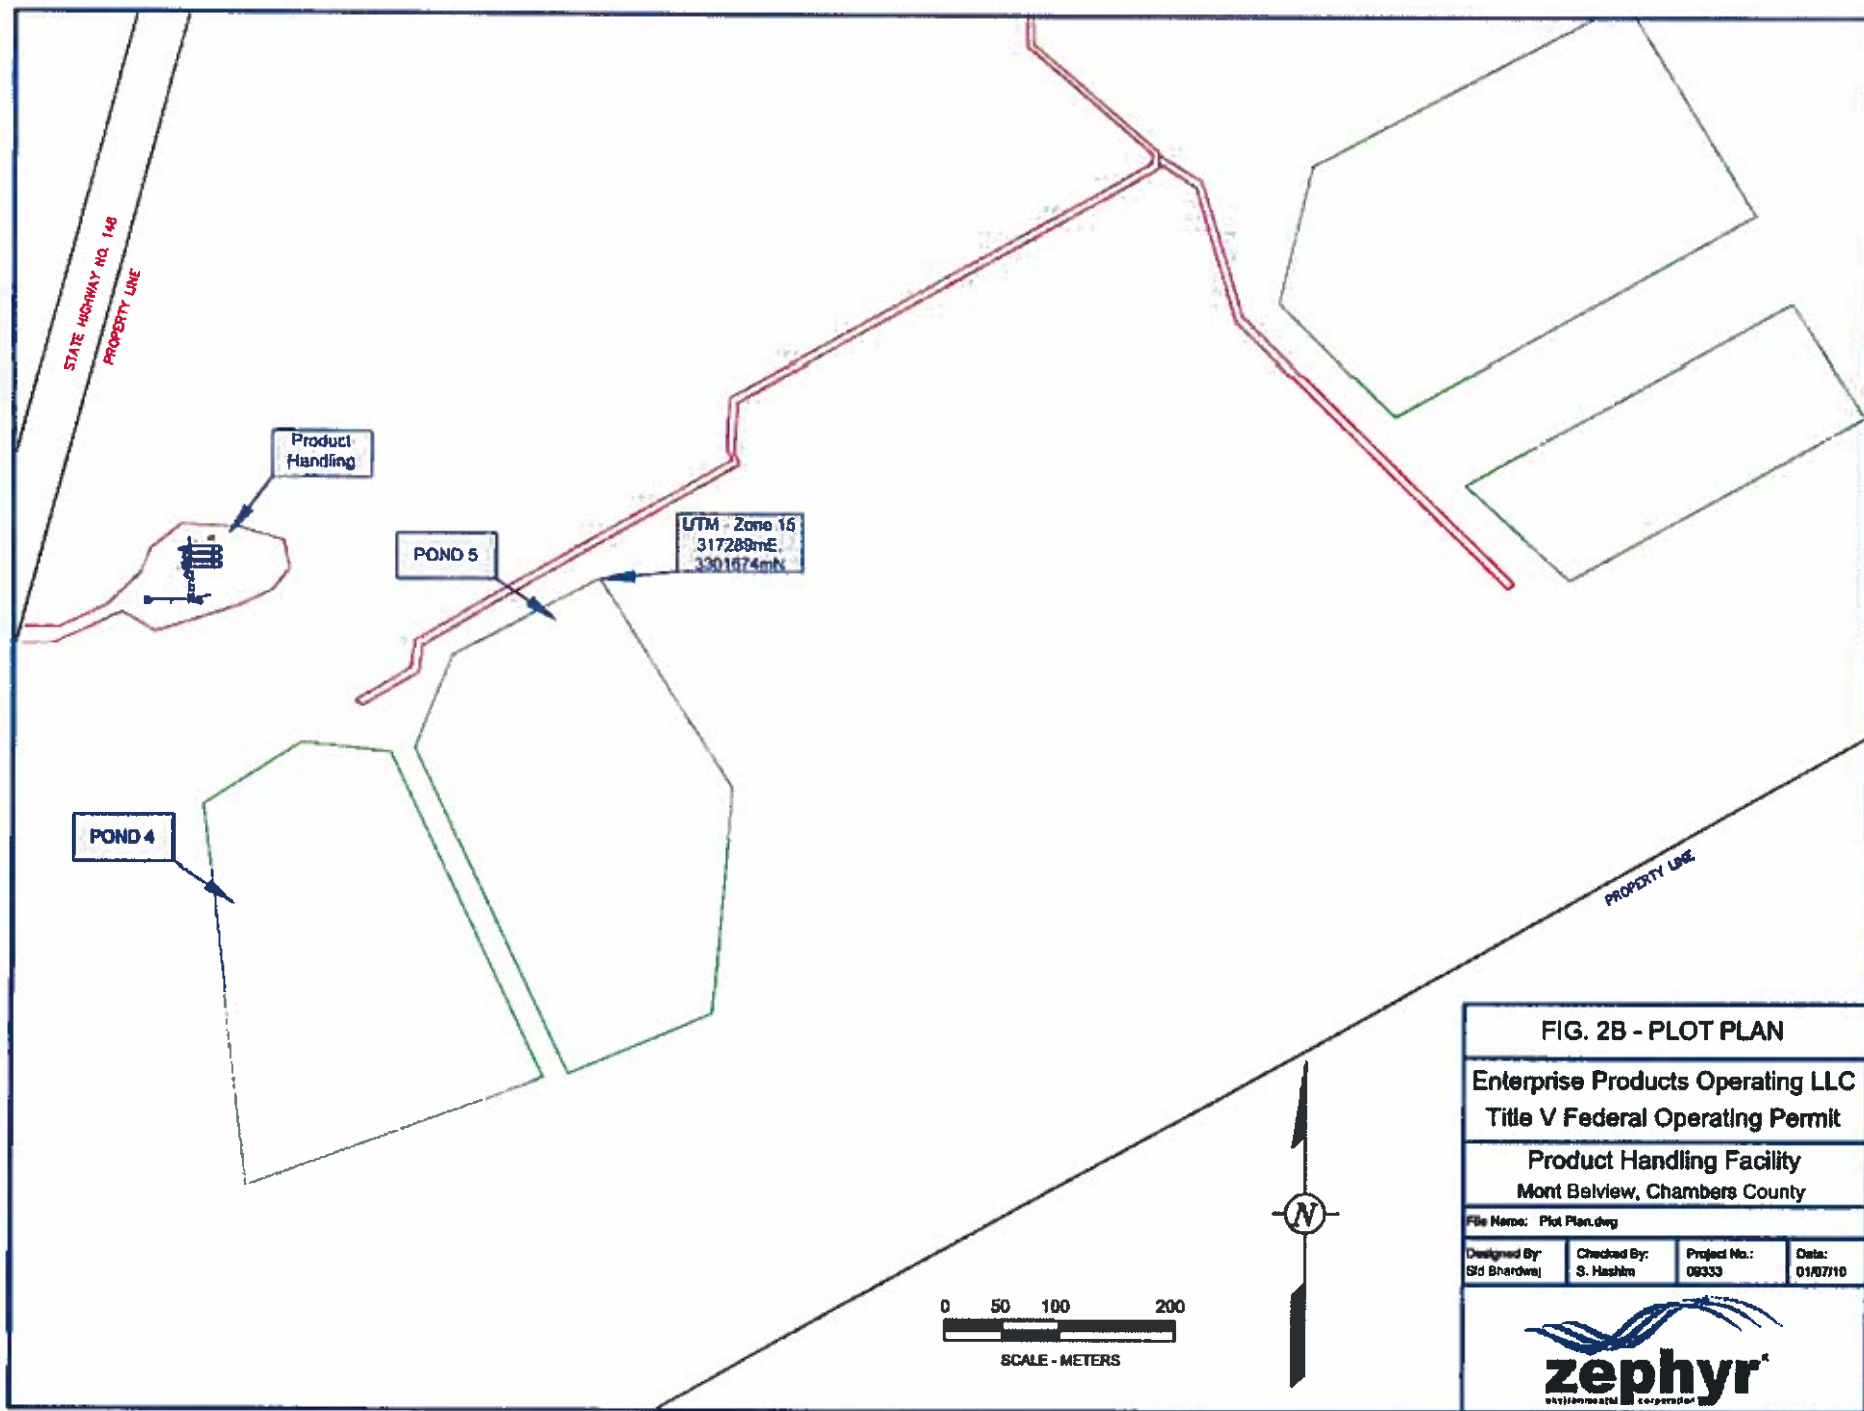 STATE HIGHWAY NO. 146
PROPERTY LINE
Product
Handling
POND 5
UTM - Zone 15
317289mE,
3301674mN
POND 4
PROPERTY LINE
FIG. 2B - PLOT PLAN
Enterprise Products Operating LLC
Title V Federal Operating Permit
Product Handling Facility
Mont Belview, Chambers County
File Name: Plot Plan.dwg
Designed By: Checked By: Project No.: Date:
Sid Bhardwaj S. Hashim 09333 01/07/10
N
0 50 100 200
SCALE - METERS
zephyr
environmental corporation